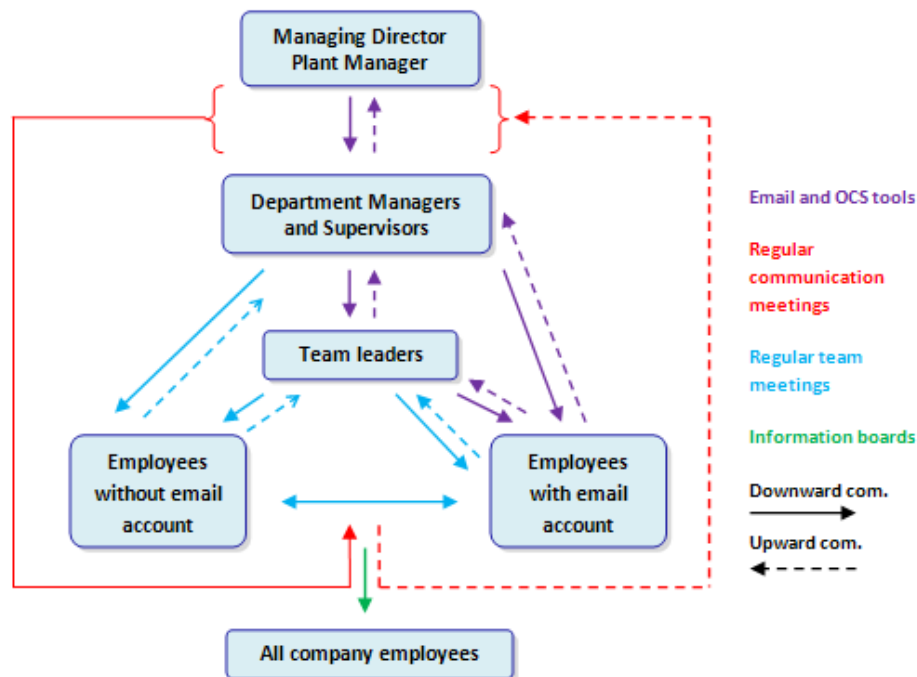 Managing Director
Plant Manager
Department Managers
and Supervisors
Team leaders
Employees
without email
account
Employees
with email
account
All company employees
Email and OCS tools
Regular
communication
meetings
Regular team
meetings
Information boards
Downward com.
Upward com.